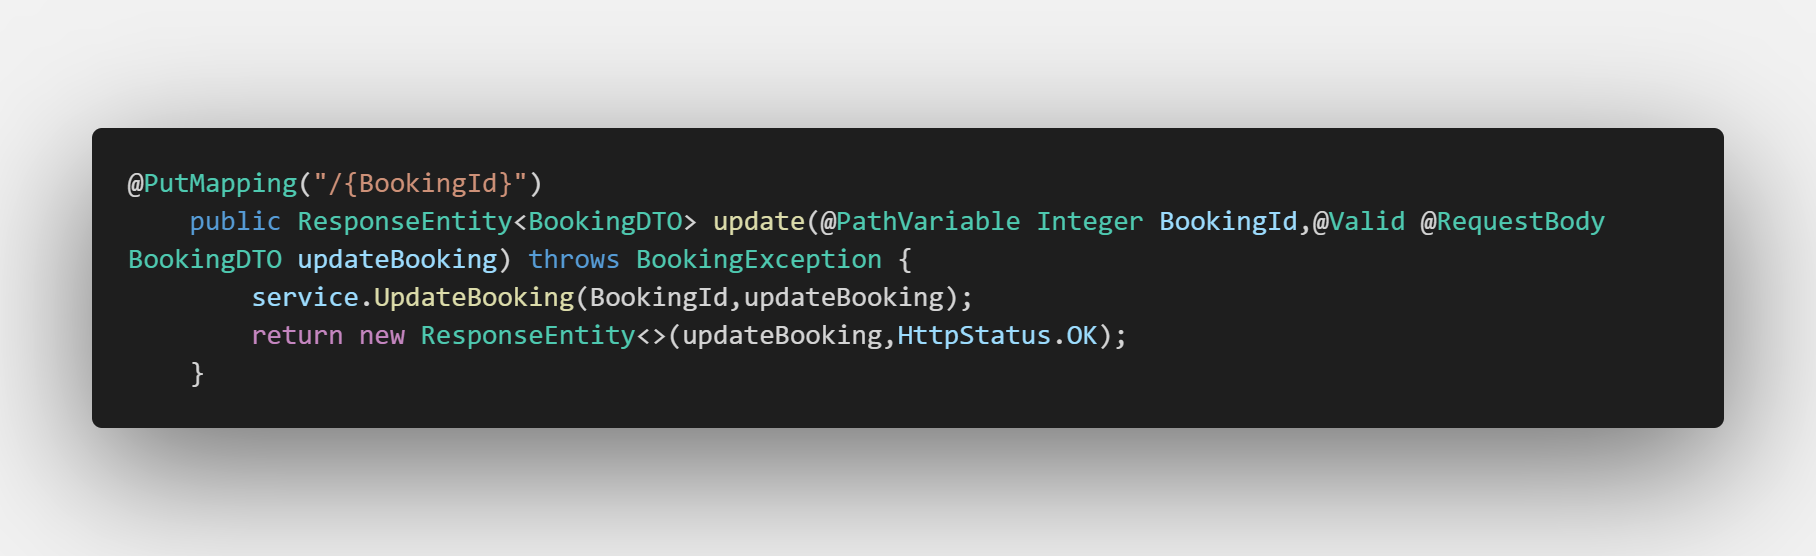 @PutMapping("/{BookingId}")
    public ResponseEntity<BookingDTO> update(@PathVariable Integer BookingId,@Valid @RequestBody
BookingDTO updateBooking) throws BookingException {
        service.UpdateBooking(BookingId,updateBooking);
        return new ResponseEntity<>(updateBooking,HttpStatus.OK);
    }